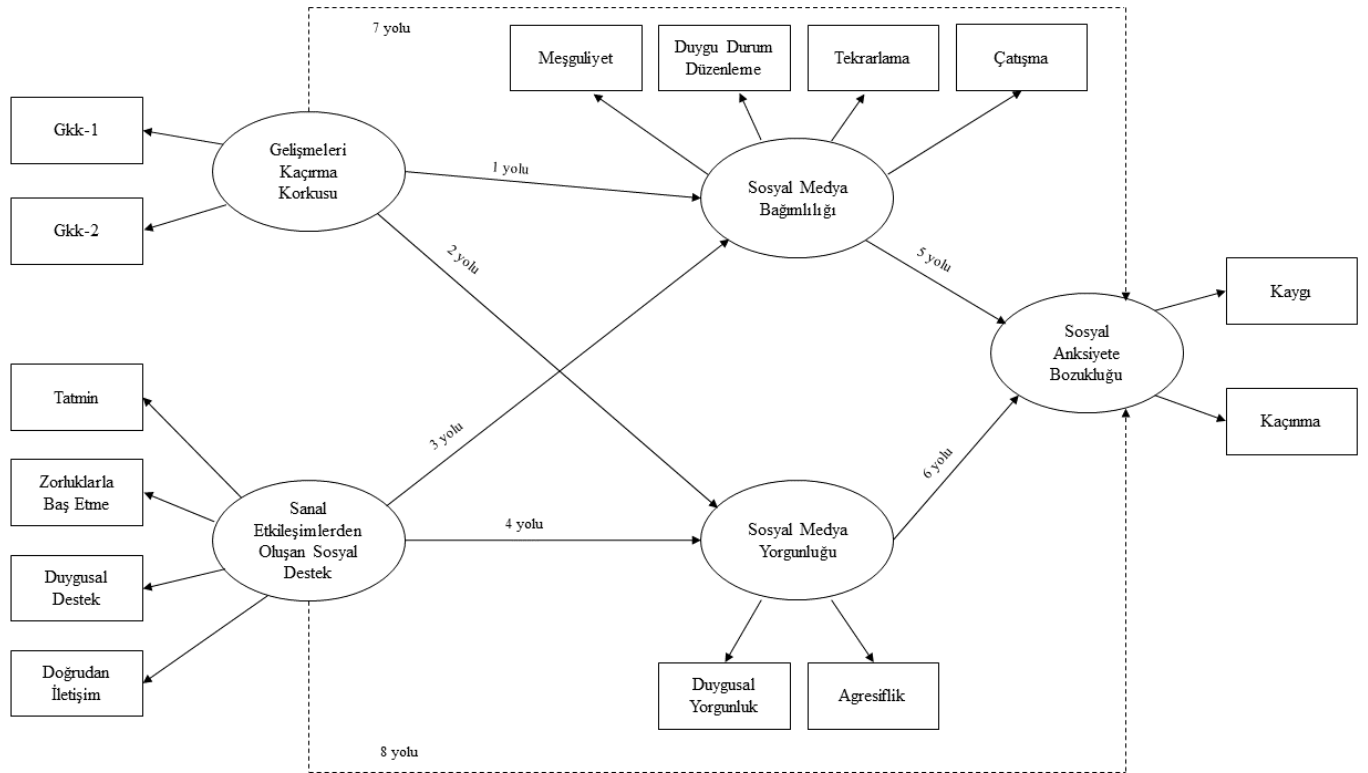 7 yolu
Meşguliyet
Duygu Durum
Düzenleme
Tekrarlama
Çatışma
Gkk-1
Gkk-2
Gelişmeleri
Kaçırma
Korkusu
1 yolu
Sosyal Medya
Bağımlılığı
2 yolu
5 yolu
Kaygı
Sosyal
Anksiyete
Bozukluğu
Kaçınma
Tatmin
3 yolu
6 yolu
Zorluklarla
Baş Etme
Sanal
Etkileşimlerden
Oluşan Sosyal
Destek
4 yolu
Sosyal Medya
Yorgunluğu
Duygusal
Destek
Doğrudan
İletişim
Duygusal
Yorgunluk
Agresiflik
8 yolu